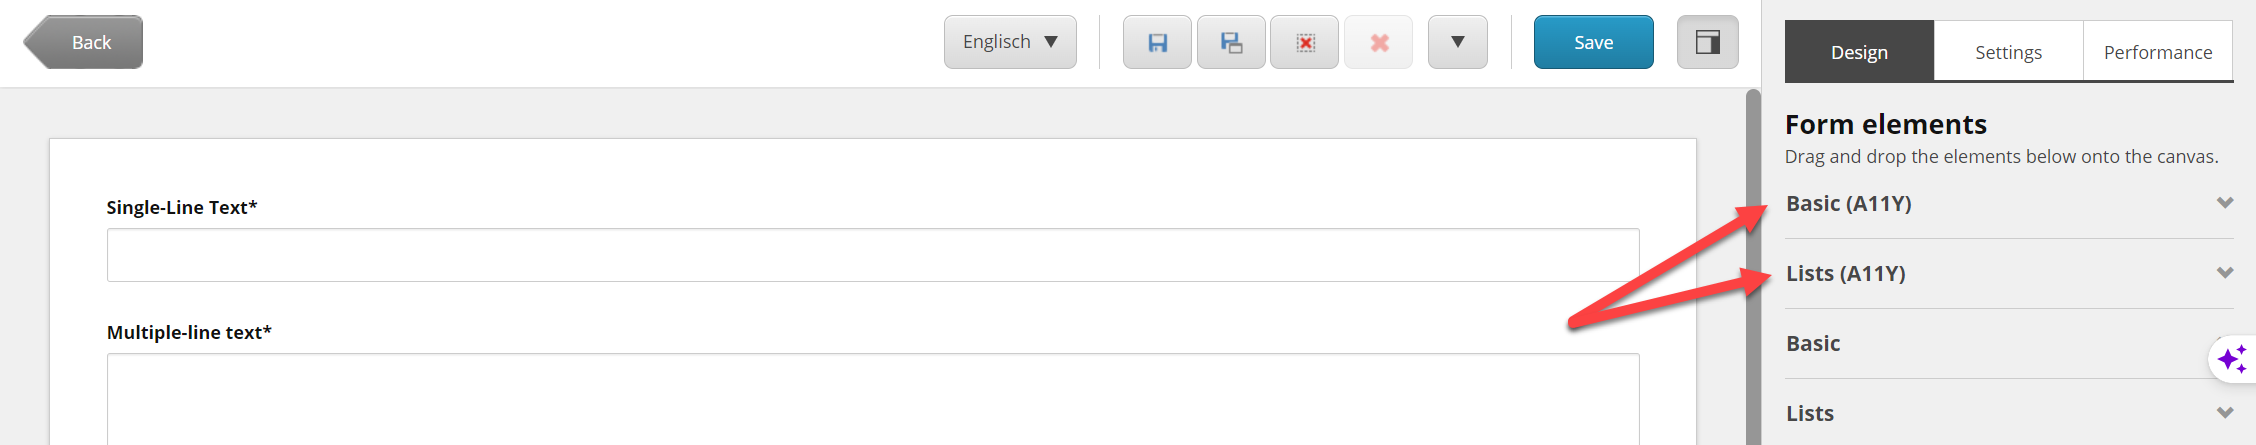 Back
Englisch
Save
Design
Settings
Performance
Form elements
Drag and drop the elements below onto the canvas.
Basic (A11Y)
Lists (A11Y)
Basic
Lists
Single-Line Text*
Multiple-line text*